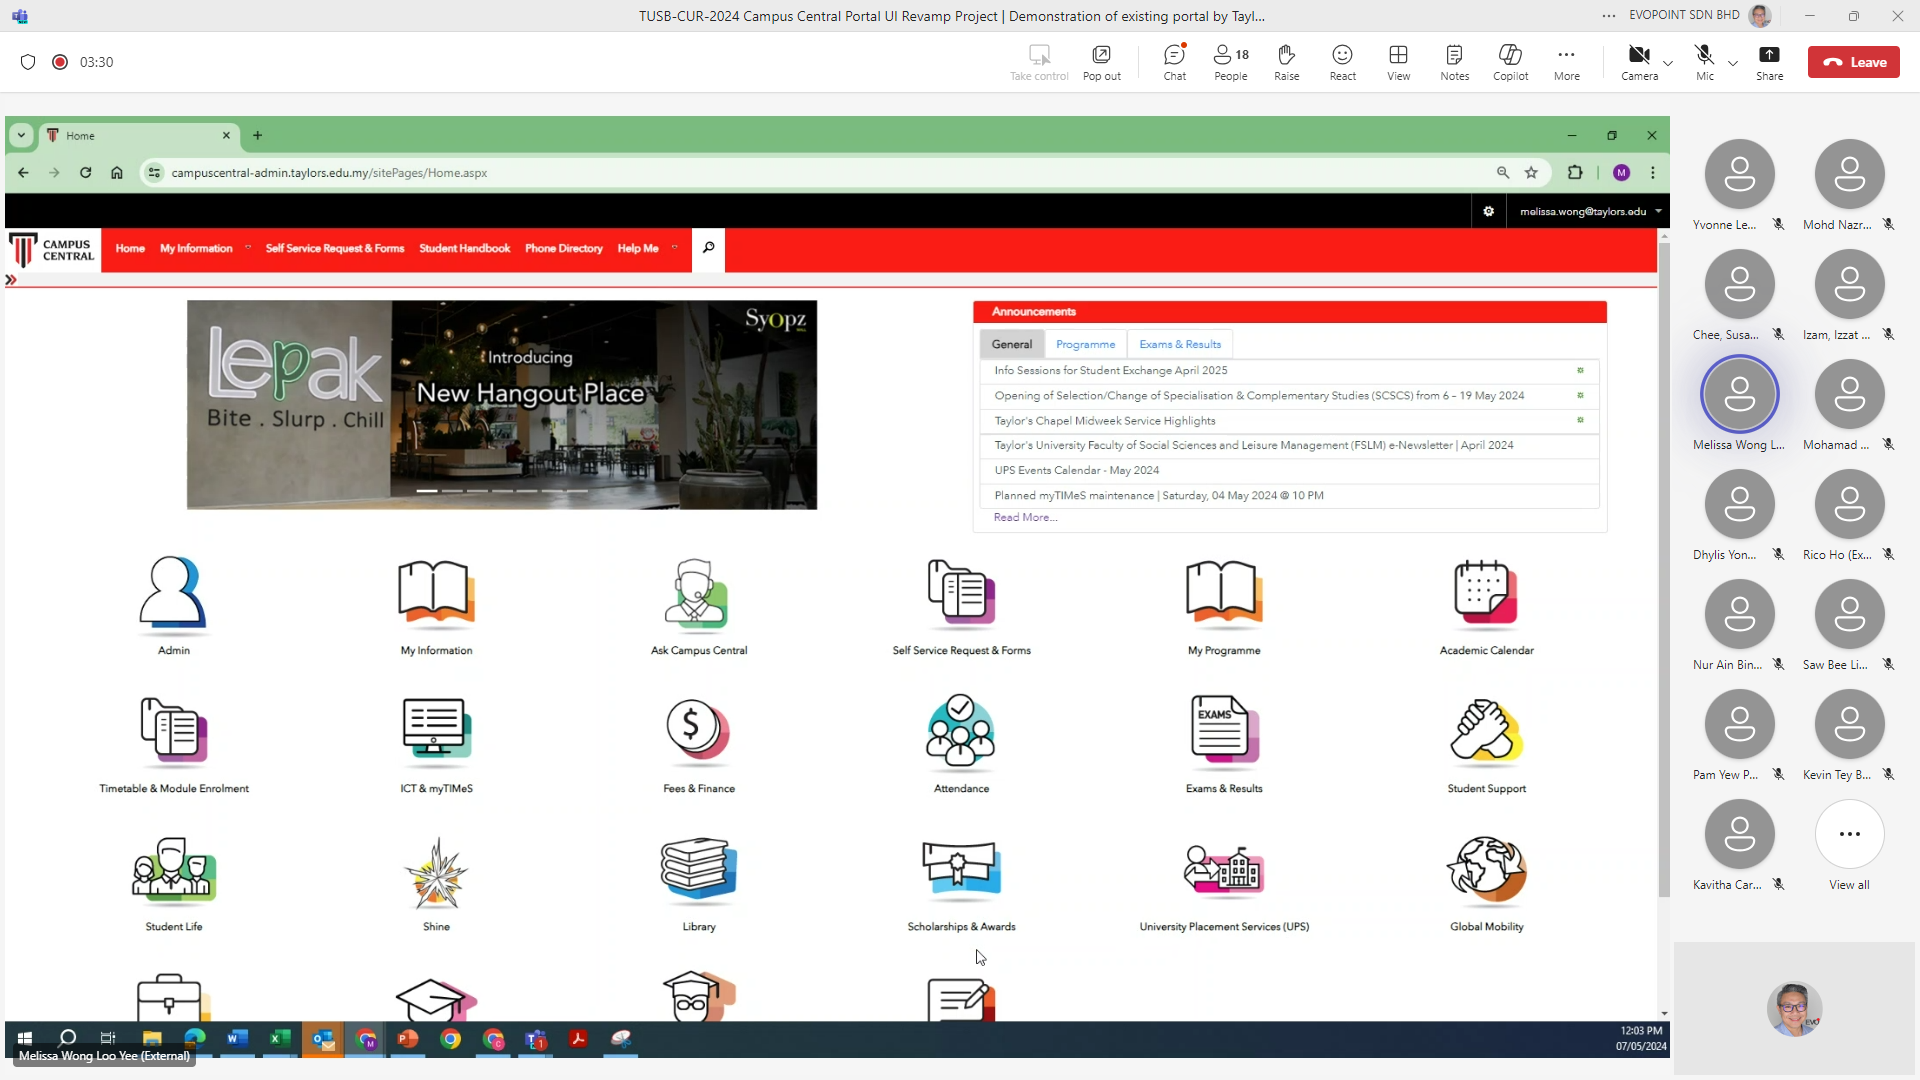 TUSB-CUR-2024 Campus Central Portal UI Revamp Project | Demonstration of existing portal by Tayl...
EVOPOINT SDN BHD
03:30
Take control
Pop out
Chat
18
People
Raise
React
View
Notes
Copilot
More
Camera
Mic
Share
Leave
Home
campuscentral-admin.taylors.edu.my/sitePages/Home.aspx
M
melissa.wong@taylors.edu
CAMPUS
CENTRAL
Home
My Information
Self Service Request & Forms
Student Handbook
Phone Directory
Help Me
lepak
Bite . Slurp . Chill
Syopz
Introducing
New Hangout Place
Announcements
General
Programme
Exams & Results
Info Sessions for Student Exchange April 2025
Opening of Selection/Change of Specialisation & Complementary Studies (SCSCS) from 6 - 19 May 2024
Taylor's Chapel Midweek Service Highlights
Taylor's University Faculty of Social Sciences and Leisure Management (FSLM) e-Newsletter | April 2024
UPS Events Calendar - May 2024
Planned myTIMeS maintenance | Saturday, 04 May 2024 @ 10 PM
Read More...
Admin
My Information
Ask Campus Central
Self Service Request & Forms
My Programme
Academic Calendar
EXAMS
Timetable & Module Enrolment
ICT & myTIMeS
Fees & Finance
Attendance
Exams & Results
Student Support
Student Life
Shine
Library
Scholarships & Awards
University Placement Services (UPS)
Global Mobility
12:03 PM
07/05/2024
Melissa Wong Loo Yee (External)
Yvonne Le...
Mohd Nazr...
Chee, Susa...
Izam, Izzat ...
Melissa Wong L...
Mohamad ...
Dhylis Yon...
Rico Ho (Ex...
Nur Ain Bin...
Saw Bee Li...
Pam Yew P...
Kevin Tey B...
Kavitha Car...
View all